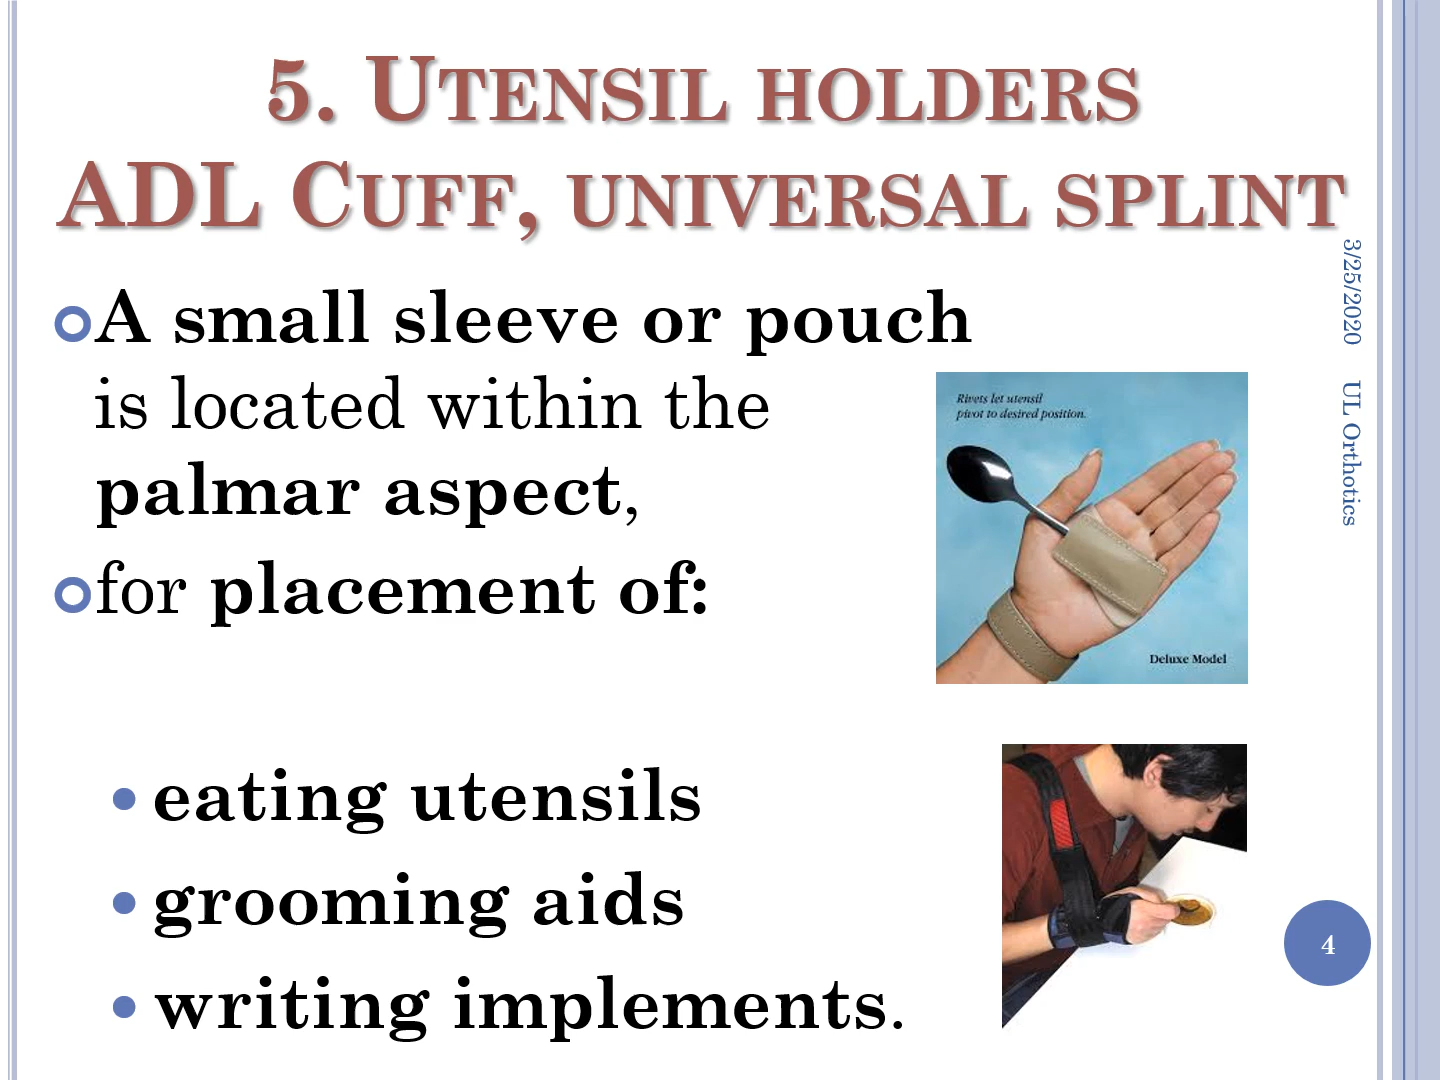 5. Utensil holders
ADL Cuff, universal splint
A small sleeve or pouch
is located within the
palmar aspect,
for placement of:
eating utensils
grooming aids
writing implements.
Rivets let utensil
pivot to desired position.
Deluxe Model
3/25/2020
UL Orthotics
4